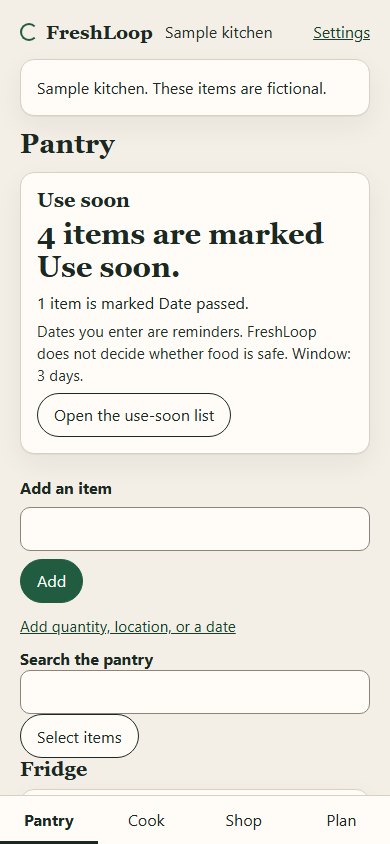 FreshLoop Sample kitchen Settings
Sample kitchen. These items are fictional.
Pantry
Use soon
4 items are marked
Use soon.
1 item is marked Date passed.
Dates you enter are reminders. FreshLoop
does not decide whether food is safe. Window:
3 days.
Open the use-soon list
Add an item
Add
Add quantity, location, or a date
Search the pantry
Select items
Fridge
Pantry Cook Shop Plan